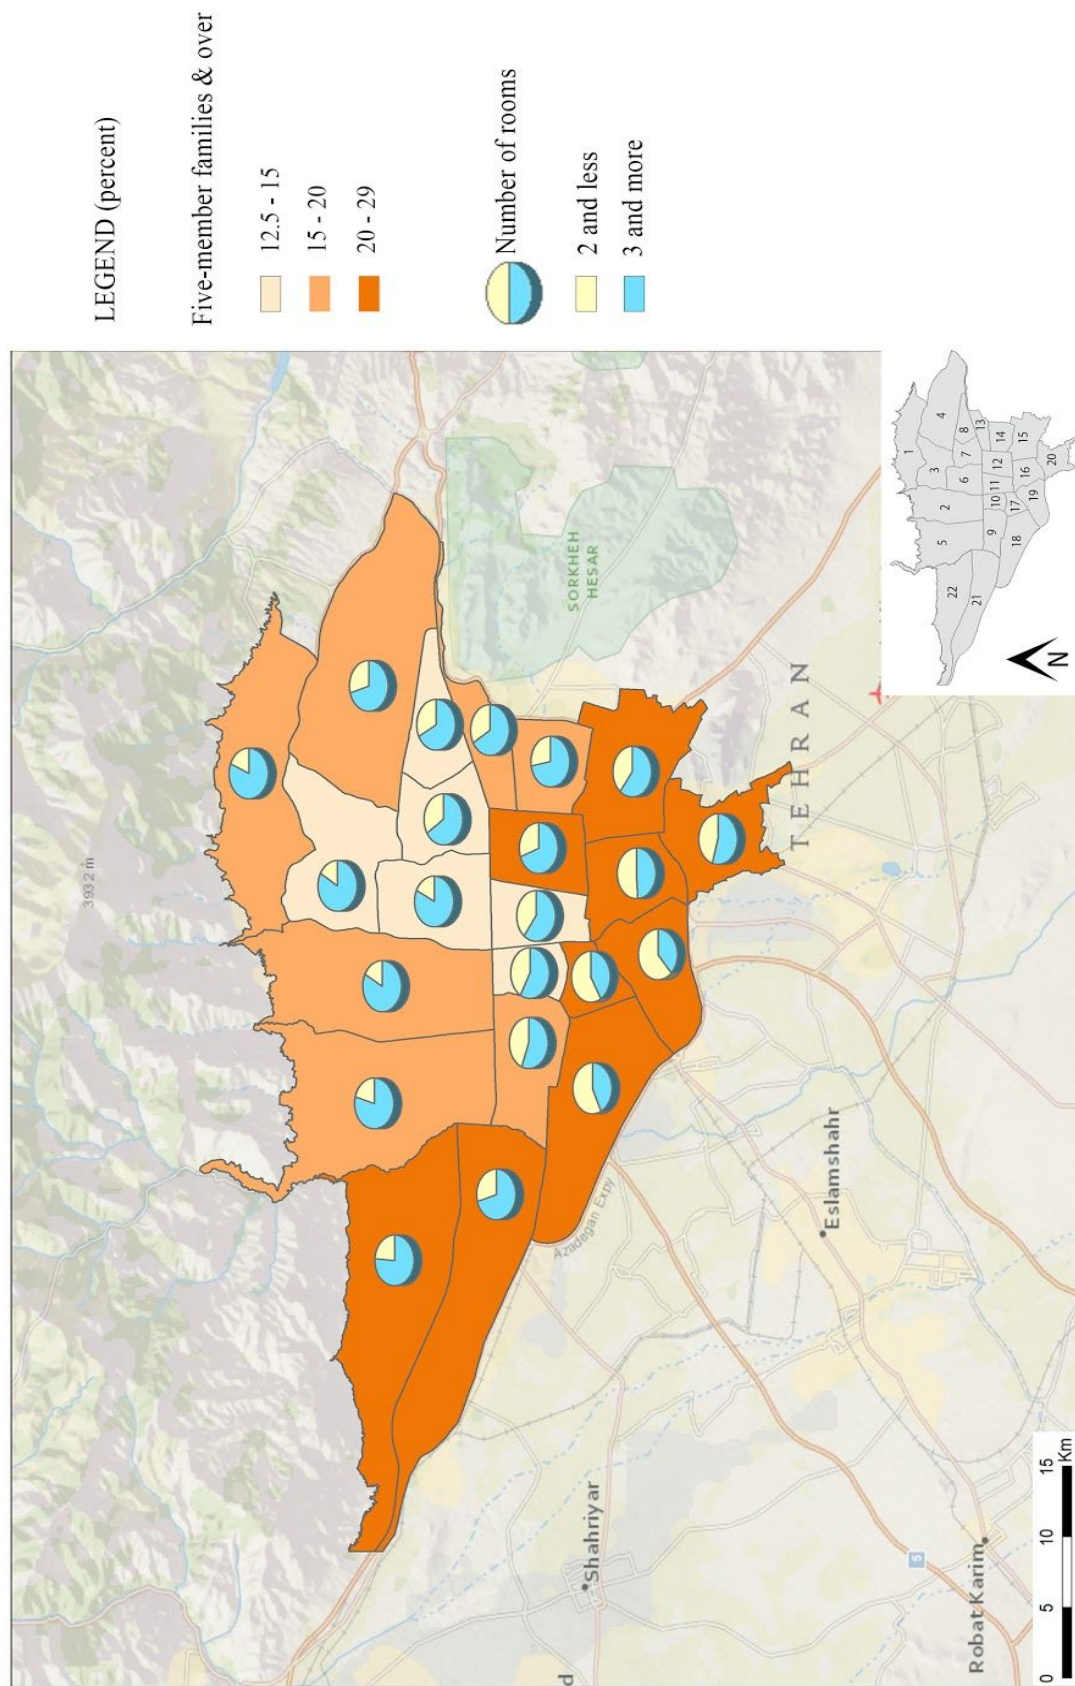 LEGEND (percent)
Five-member families & over
12.5 - 15
15 - 20
20 - 29
Number of rooms
2 and less
3 and more
3932 m
SORKHEH
HESAR
TEHRAN
Azadegan Expy
Eslamshahr
Shahriyar
Robat Karim
5
d
1
2
3
4
5
6
7
8
9
10
11
12
13
14
15
16
17
18
19
20
21
22
N
0 5 10 15
Km